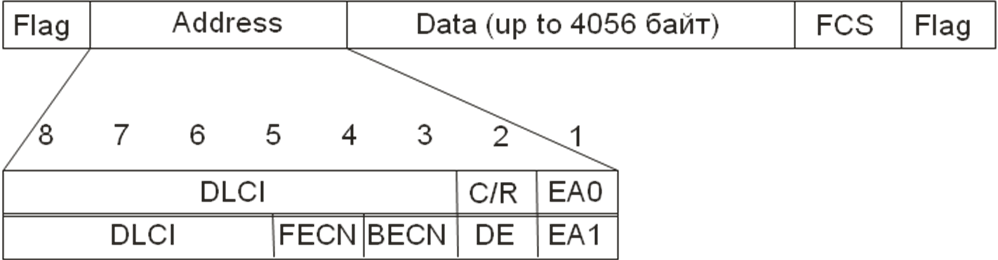 Flag Address Data (up to 4056 байт) FCS Flag
8 7 6 5 4 3 2 1
DLCI C/R EA0
DLCI FECN BECN DE EA1